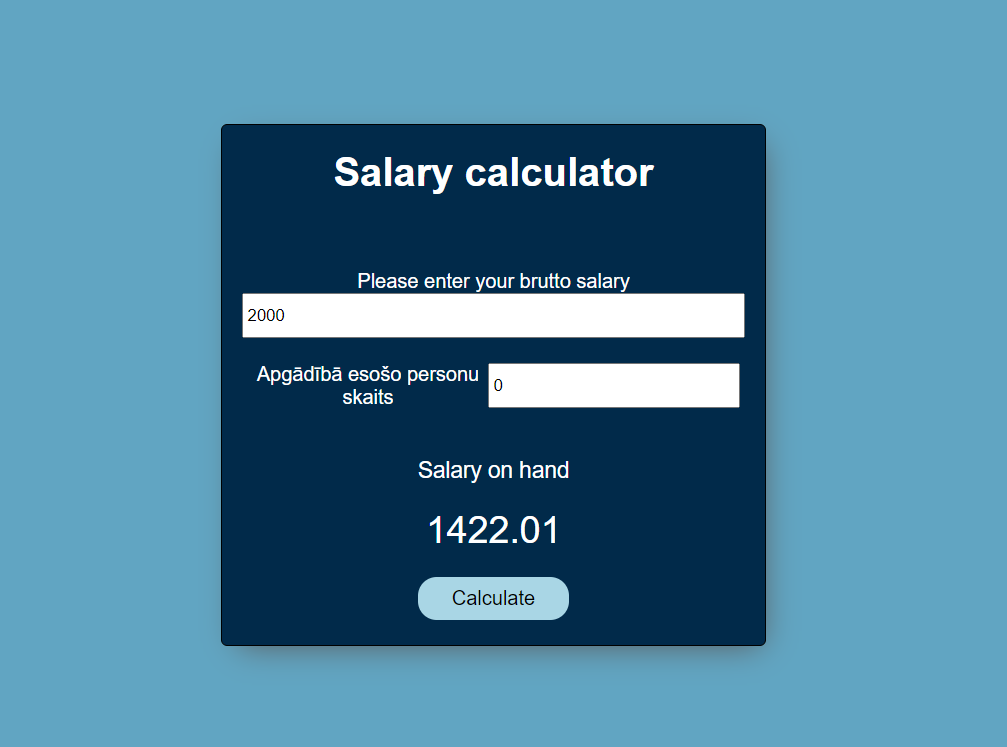 Salary calculator
Please enter your brutto salary
2000
Apgādībā esošo personu
skaits
0
Salary on hand
1422.01
Calculate